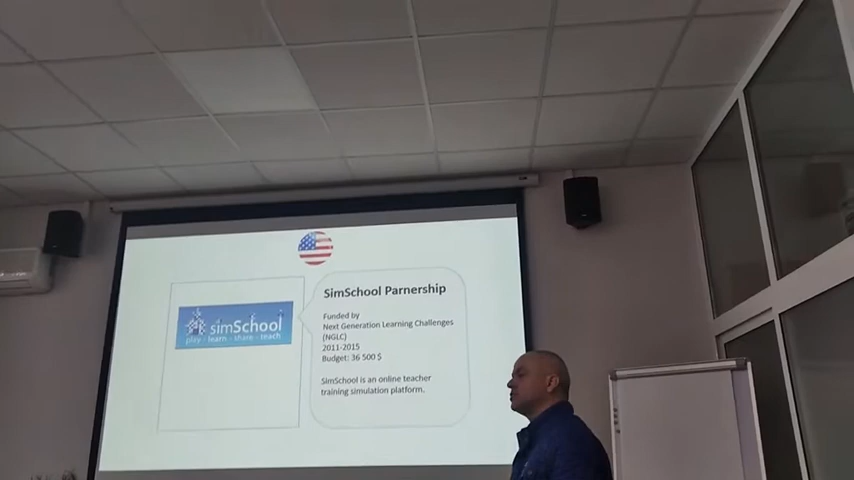 simSchool
play - learn - share - teach
SimSchool Parnership
Funded by
Next Generation Learning Challenges
(NGLC)
2011-2015
Budget: 36 500 $
SimSchool is an online teacher
training simulation platform.